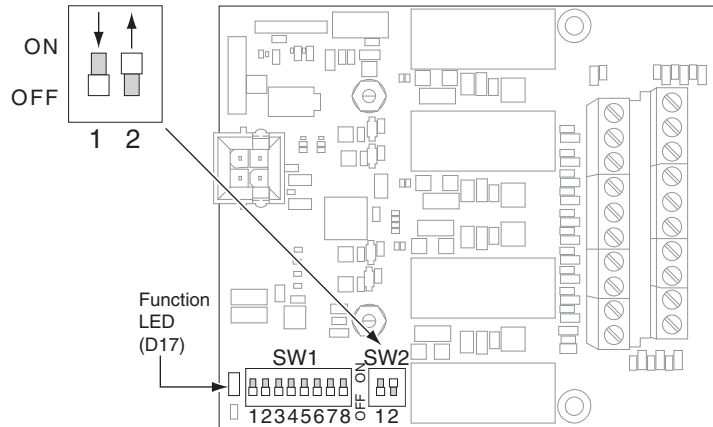 ON
OFF
1 2
Function
LED
(D17)
SW1
SW2
OFF ON
12345678
12